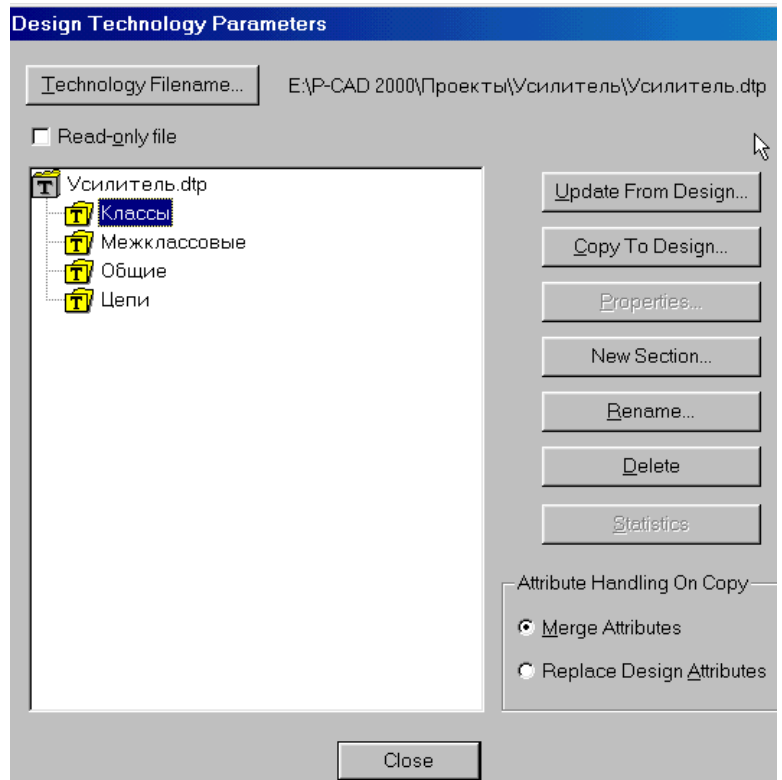 Design Technology Parameters
Technology Filename... E:\P-CAD 2000\Проекты\Усилитель\Усилитель.dtp
Read-only file
Усилитель.dtp
Классы
Межклассовые
Общие
Цепи
Update From Design...
Copy To Design...
Properties...
New Section...
Rename...
Delete
Statistics
Attribute Handling On Copy
Merge Attributes
Replace Design Attributes
Close